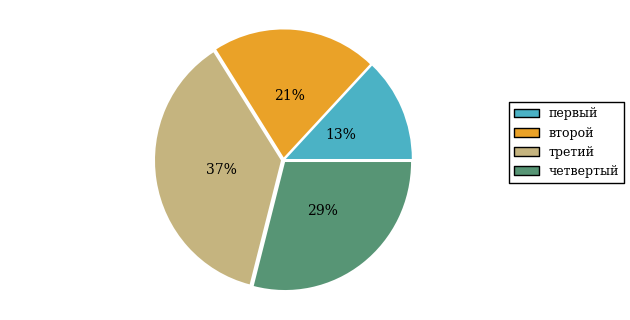 21%
13%
37%
29%
первый
второй
третий
четвертый